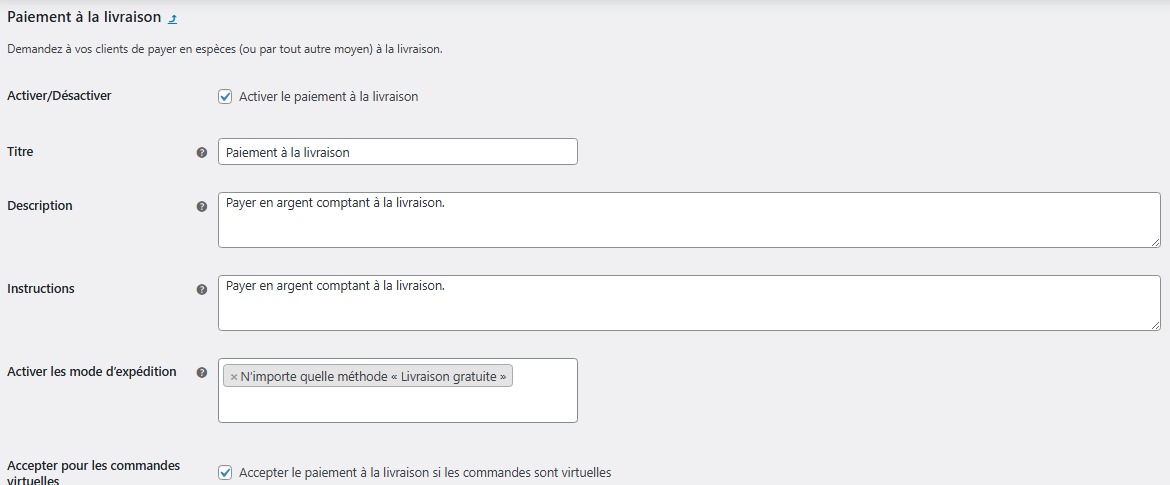 Paiement à la livraison
Demandez à vos clients de payer en espèces (ou par tout autre moyen) à la livraison.
Activer/Désactiver
Activer le paiement à la livraison
Titre
Paiement à la livraison
Description
Payer en argent comptant à la livraison.
Instructions
Payer en argent comptant à la livraison.
Activer les mode d’expédition
× N’importe quelle méthode « Livraison gratuite »
Accepter pour les commandes
virtuelles
Accepter le paiement à la livraison si les commandes sont virtuelles